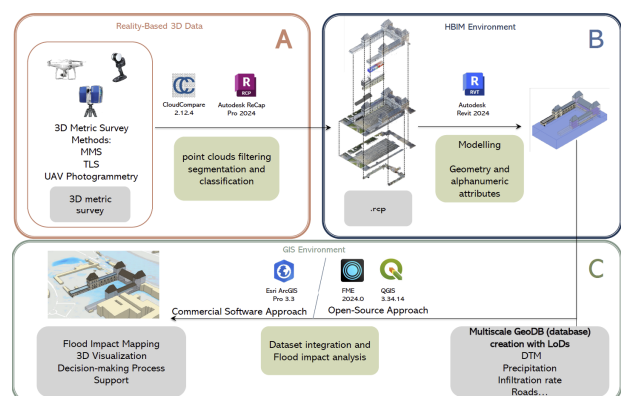 Reality-Based 3D Data
A
3D Metric Survey
Methods:
MMS
TLS
UAV Photogrammetry
3D metric
survey
CloudCompare
2.12.4
R
RCP
Autodesk ReCap
Pro 2024
point clouds filtering
segmentation and
classification
HBIM Environment
B
.rcp
R
RVT
Autodesk
Revit 2024
Modelling
Geometry and
alphanumeric
attributes
GIS Environment
C
Esri ArcGIS
Pro 3.3
FME
2024.0
QGIS
3.34.14
Commercial Software Approach
Open-Source Approach
Flood Impact Mapping
3D Visualization
Decision-making Process
Support
Dataset integration and
Flood impact analysis
Multiscale GeoDB (database)
creation with LoDs
DTM
Precipitation
Infiltration rate
Roads...